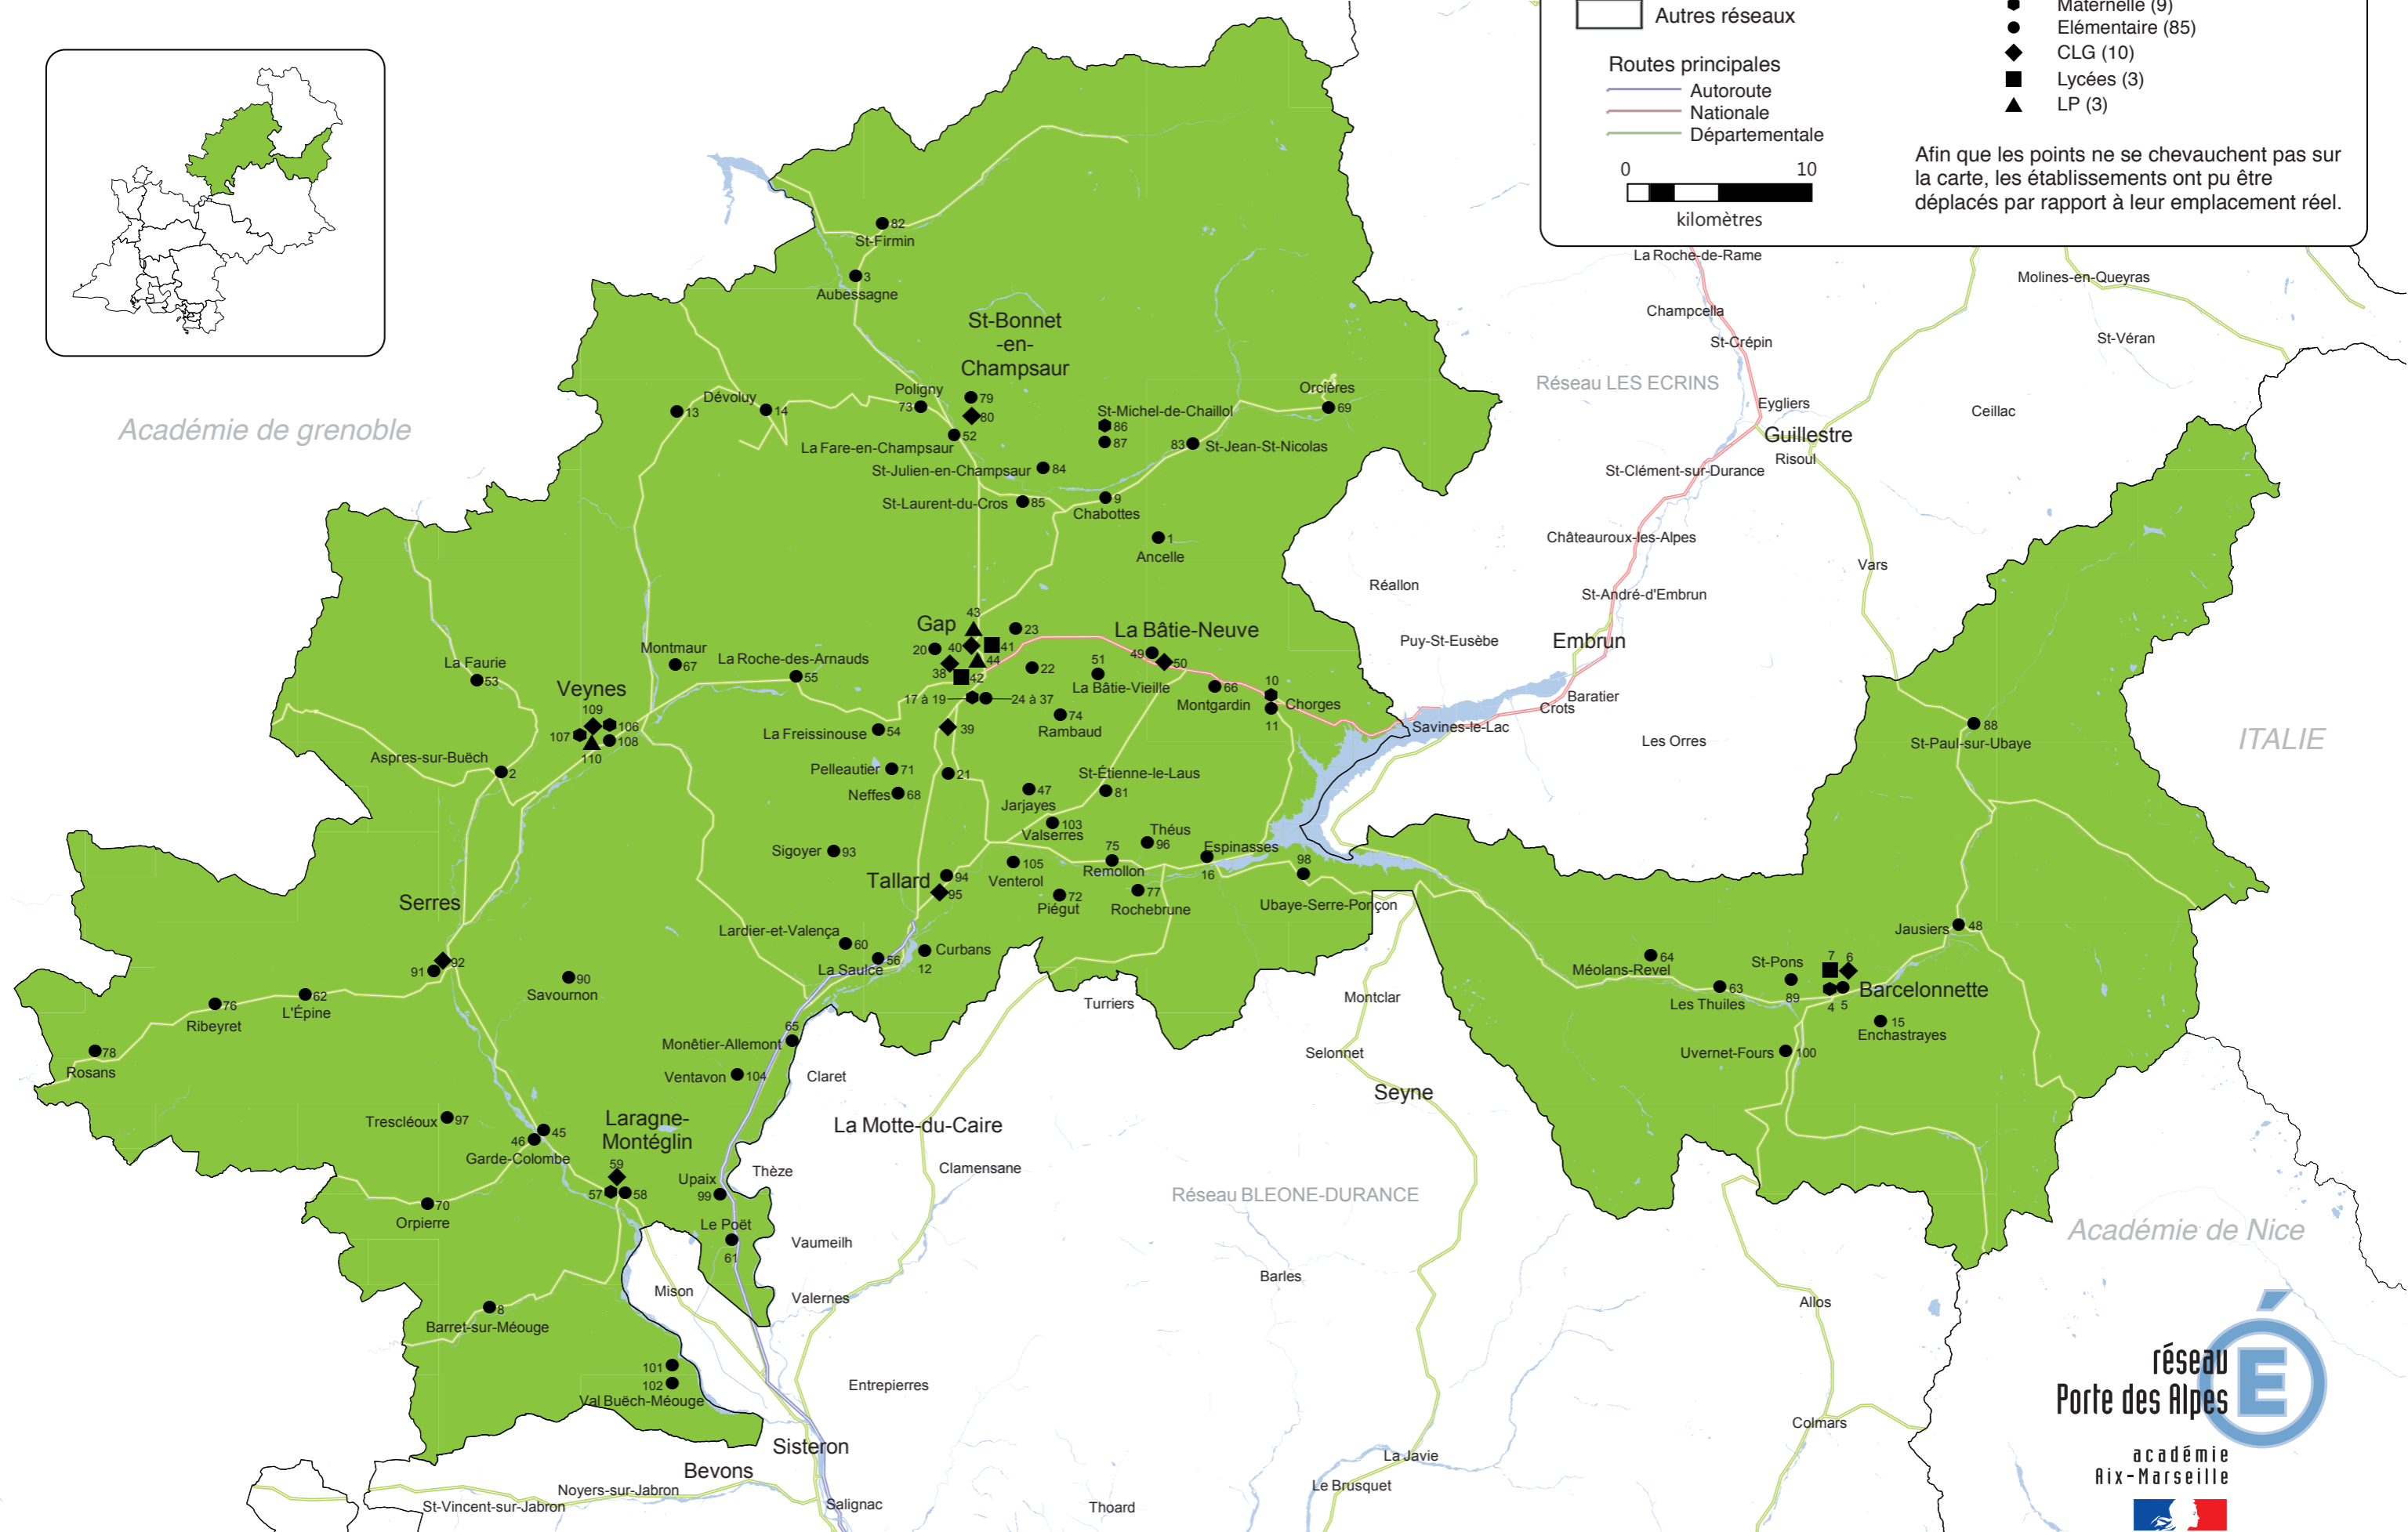 Autres réseaux
Routes principales
Autoroute
Nationale
Départementale
0 10
kilomètres
Maternelle (9)
Elémentaire (85)
CLG (10)
Lycées (3)
LP (3)
Afin que les points ne se chevauchent pas sur
la carte, les établissements ont pu être
déplacés par rapport à leur emplacement réel.
Académie de grenoble
82
St-Firmin
3
Aubessagne
St-Bonnet
-en-
Champsaur
79
80
Poligny
73
52
La Fare-en-Champsaur
13
Dévoluy
14
St-Michel-de-Chaillol
86
87
Orcières
69
83
St-Jean-St-Nicolas
St-Julien-en-Champsaur
84
St-Laurent-du-Cros
85
9
Chabottes
1
Ancelle
La Roche-de-Rame
Champcella
St-Crépin
Réseau LES ECRINS
Molines-en-Queyras
St-Véran
Eygliers
Ceillac
Guillestre
Risoul
St-Clément-sur-Durance
Châteauroux-les-Alpes
Vars
Réallon
St-André-d'Embrun
Puy-St-Eusèbe
Embrun
Baratier
Crots
Savines-le-Lac
Les Orres
ITALIE
43
Gap
20
40
41
23
38
44
42
22
17 à 19
24 à 37
39
21
La Bâtie-Neuve
49
50
51
La Bâtie-Vieille
66
Montgardin
10
Chorges
11
74
Rambaud
La Faurie
53
Montmaur
67
La Roche-des-Arnauds
55
Veynes
109
106
107
108
110
La Freissinouse
54
Aspres-sur-Buëch
2
Pelleautier
71
Neffes
68
47
Jarjayes
St-Étienne-le-Laus
81
103
Valserres
Sigoyer
93
Théus
96
Espinasses
16
75
Remollon
105
Venterol
98
Ubaye-Serre-Ponçon
Tallard
94
95
72
Piégut
77
Rochebrune
88
St-Paul-sur-Ubaye
Serres
92
91
Lardier-et-Valença
60
La Saulce
56
Curbans
12
90
Savournon
62
L'Épine
76
Ribeyret
78
Rosans
Jausiers
48
64
Méolans-Revel
St-Pons
89
7
6
4
5
Barcelonnette
63
Les Thuiles
15
Enchastrayes
Uvernet-Fours
100
Turriers
Montclar
65
Monêtier-Allemont
Ventavon
104
Claret
Selonnet
Seyne
La Motte-du-Caire
Trescléoux
97
45
46
Garde-Colombe
Laragne-
Montéglin
59
57
58
Upaix
99
Thèze
Clamensane
Réseau BLEONE-DURANCE
70
Orpierre
Le Poët
61
Vaumeilh
Académie de Nice
Mison
Valernes
Barles
Allos
8
Barret-sur-Méouge
101
102
Val Buëch-Méouge
Entrepierres
Colmars
Sisteron
Bevons
La Javie
Le Brusquet
Noyers-sur-Jabron
St-Vincent-sur-Jabron
Salignac
Thoard
réseau
Porte des Alpes
É
académie
Aix-Marseille